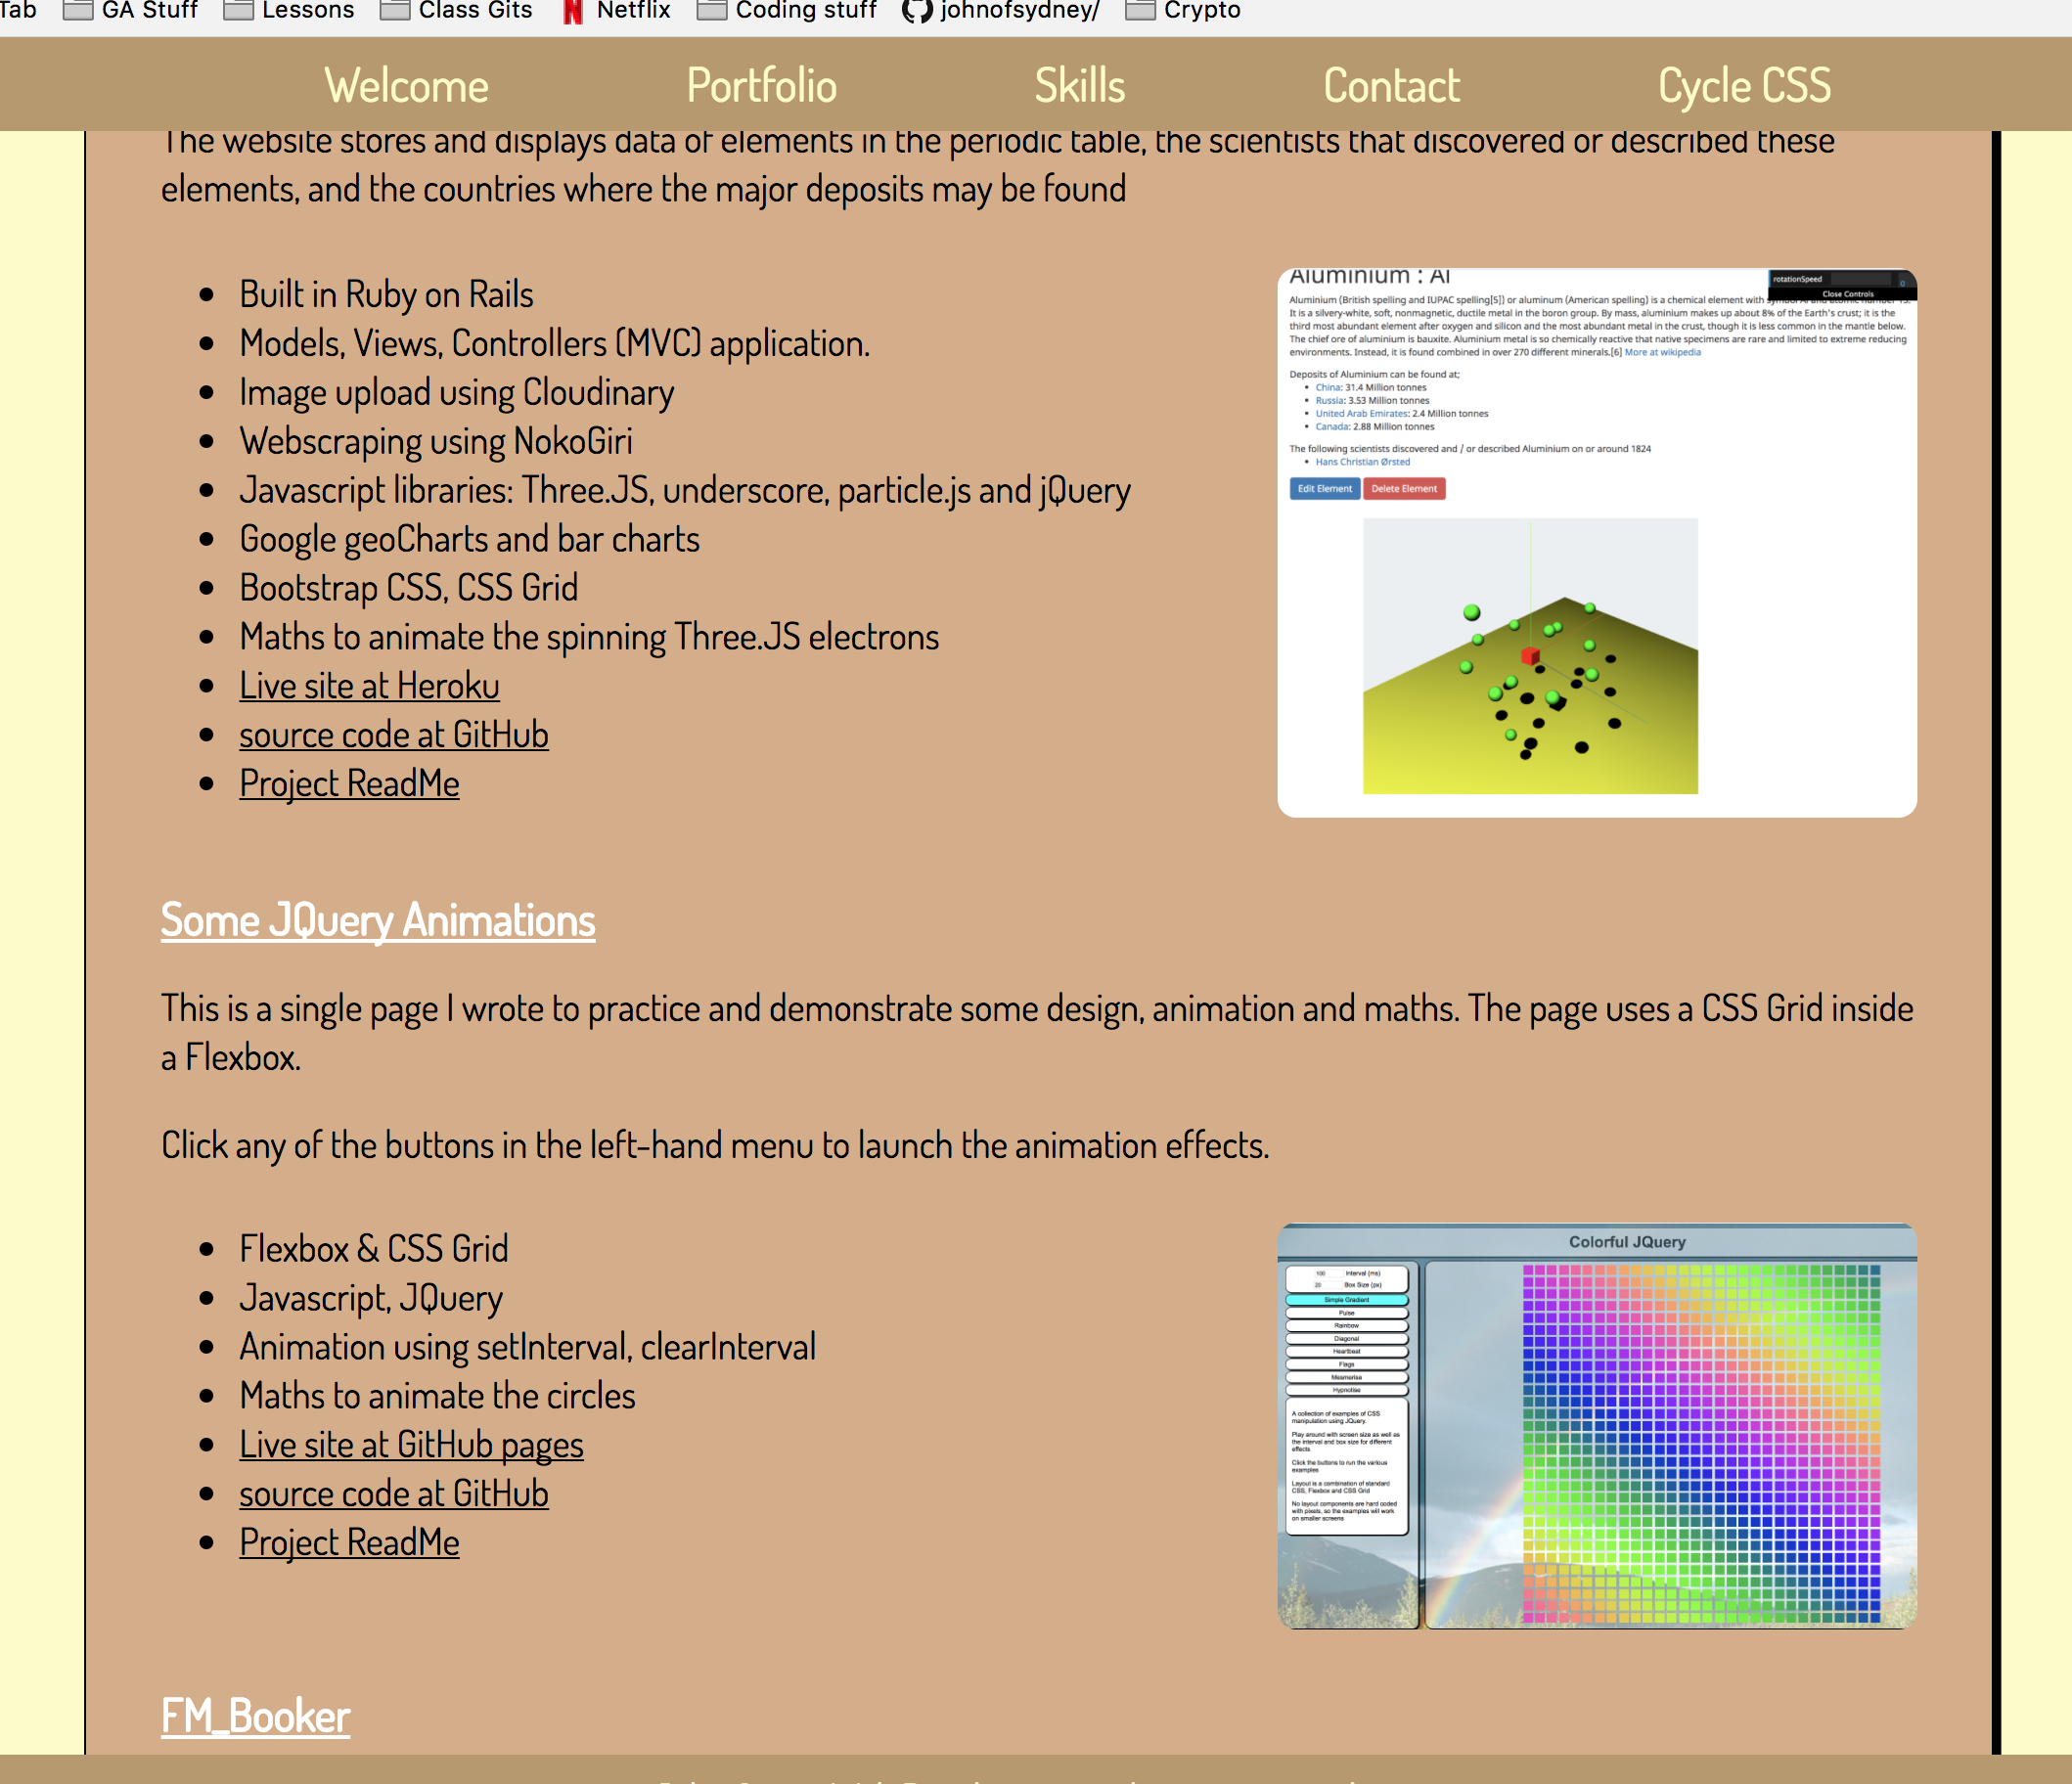 Tab GA Stuff Lessons Class Gits Netflix Coding stuff johnofsydney/ Crypto
Welcome Portfolio Skills Contact Cycle CSS
The website stores and displays data of elements in the periodic table, the scientists that discovered or described these
elements, and the countries where the major deposits may be found
Built in Ruby on Rails
Models, Views, Controllers (MVC) application.
Image upload using Cloudinary
Webscraping using NokoGiri
Javascript libraries: Three.JS, underscore, particle.js and jQuery
Google geoCharts and bar charts
Bootstrap CSS, CSS Grid
Maths to animate the spinning Three.JS electrons
Live site at Heroku
source code at GitHub
Project ReadMe
Aluminium : Al
rotationSpeed 0
Close Controls
Aluminium (British spelling and IUPAC spelling[5]) or aluminum (American spelling) is a chemical element with symbol Al and atomic number 13.
It is a silvery-white, soft, nonmagnetic, ductile metal in the boron group. By mass, aluminium makes up about 8% of the Earth's crust; it is the
third most abundant element after oxygen and silicon and the most abundant metal in the crust, though it is less common in the mantle below.
The chief ore of aluminium is bauxite. Aluminium metal is so chemically reactive that native specimens are rare and limited to extreme reducing
environments. Instead, it is found combined in over 270 different minerals.[6] More at wikipedia
Deposits of Aluminium can be found at;
China: 31.4 Million tonnes
Russia: 3.53 Million tonnes
United Arab Emirates: 2.4 Million tonnes
Canada: 2.88 Million tonnes
The following scientists discovered and / or described Aluminium on or around 1824
Hans Christian Ørsted
Edit Element Delete Element
Some JQuery Animations
This is a single page I wrote to practice and demonstrate some design, animation and maths. The page uses a CSS Grid inside
a Flexbox.
Click any of the buttons in the left-hand menu to launch the animation effects.
Flexbox & CSS Grid
Javascript, JQuery
Animation using setInterval, clearInterval
Maths to animate the circles
Live site at GitHub pages
source code at GitHub
Project ReadMe
Colorful JQuery
100 Interval (ms)
20 Box Size (px)
Simple Gradient
Pulse
Rainbow
Diagonal
Heartbeat
Flags
Mesmerise
Hypnotise
A collection of examples of CSS
manipulation using JQuery.
Play around with screen size as well as
the interval and box size for different
effects
Click the buttons to run the various
examples
Layout is a combination of standard
CSS, Flexbox and CSS Grid
No layout components are hard coded
with pixels, so the examples will work
on smaller screens
FM_Booker